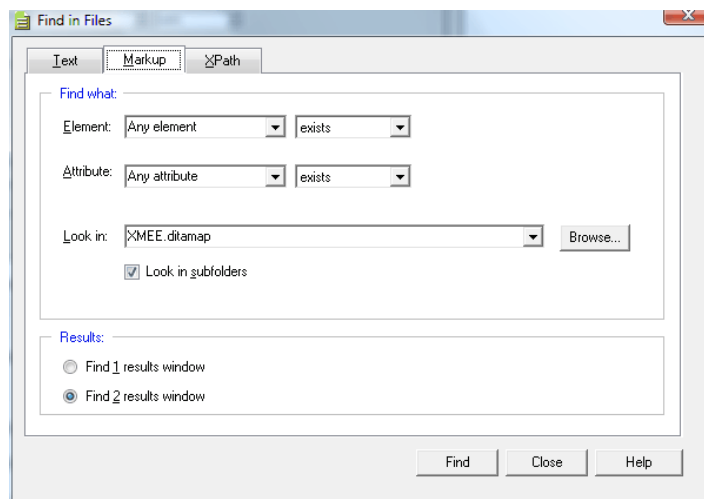 Find in Files
Text Markup XPath
Find what:
Element: Any element exists
Attribute: Any attribute exists
Look in: XMEE.ditamap Browse...
Look in subfolders
Results:
Find 1 results window
Find 2 results window
Find Close Help